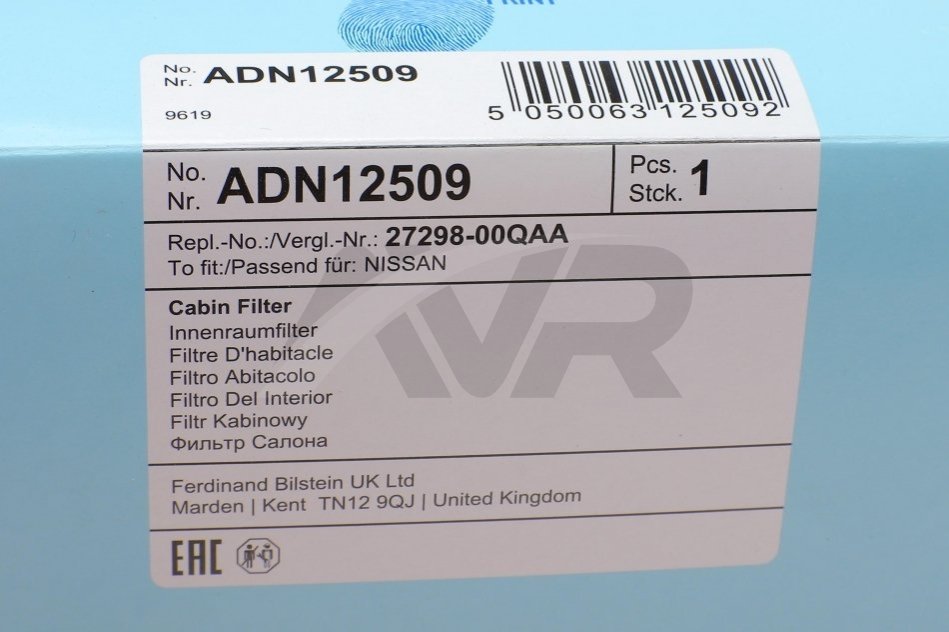 PRINT
No. ADN12509
Nr.
9619
5 050063 125092
No. ADN12509
Nr.
Pcs. 1
Stck.
Repl.-No.:/Vergl.-Nr.: 27298-00QAA
To fit:/Passend für: NISSAN
Cabin Filter
Innenraumfilter
Filtre D'habitacle
Filtro Abitacolo
Filtro Del Interior
Filtr Kabinowy
Фильтр Салона
Ferdinand Bilstein UK Ltd
Marden | Kent TN12 9QJ | United Kingdom
EAC
VR